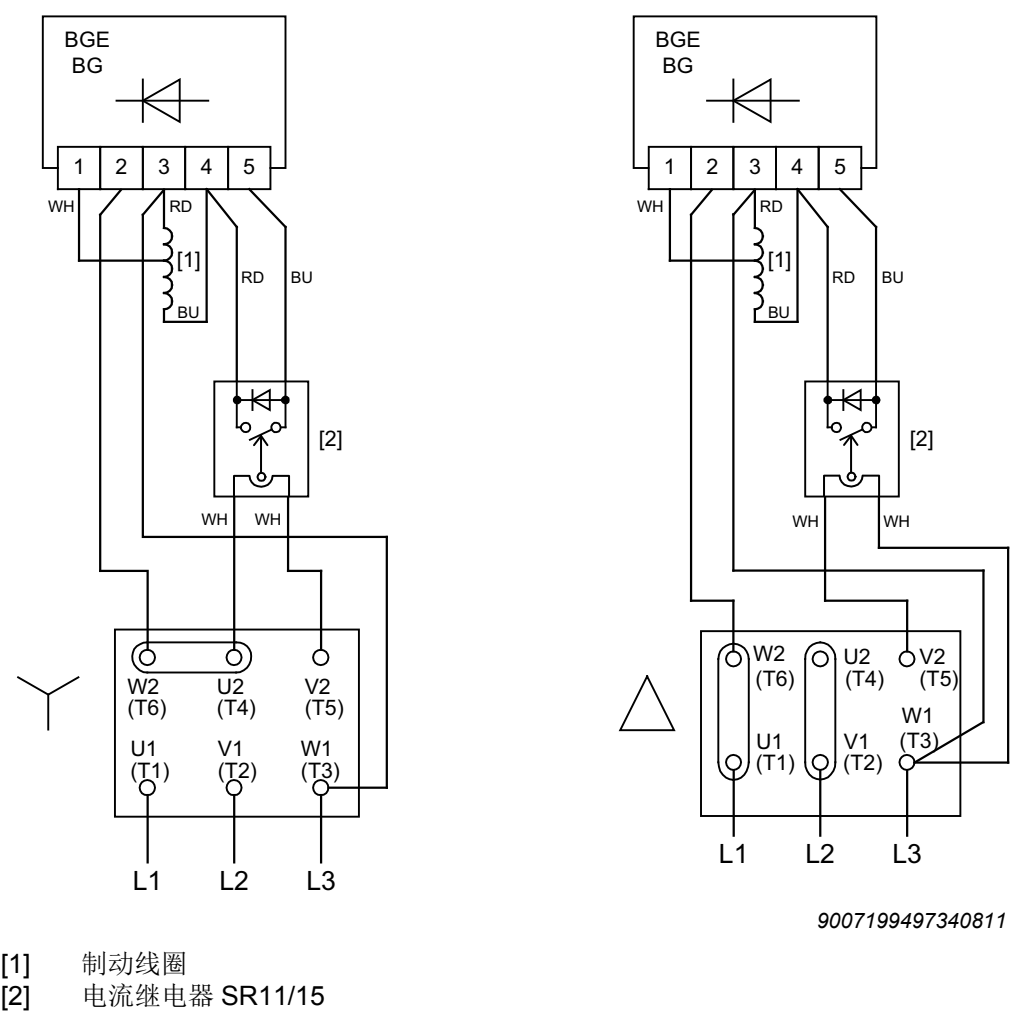 BGE
BG
1 2 3 4 5
WH RD
[1]
BU
RD BU
[2]
WH WH
W2 U2 V2
(T6) (T4) (T5)
U1 V1 W1
(T1) (T2) (T3)
L1 L2 L3
BGE
BG
1 2 3 4 5
WH RD
[1]
BU
RD BU
[2]
WH WH
W2 U2 V2
(T6) (T4) (T5)
W1
(T3)
U1 V1
(T1) (T2)
L1 L2 L3
9007199497340811
[1] 制动线圈
[2] 电流继电器 SR11/15